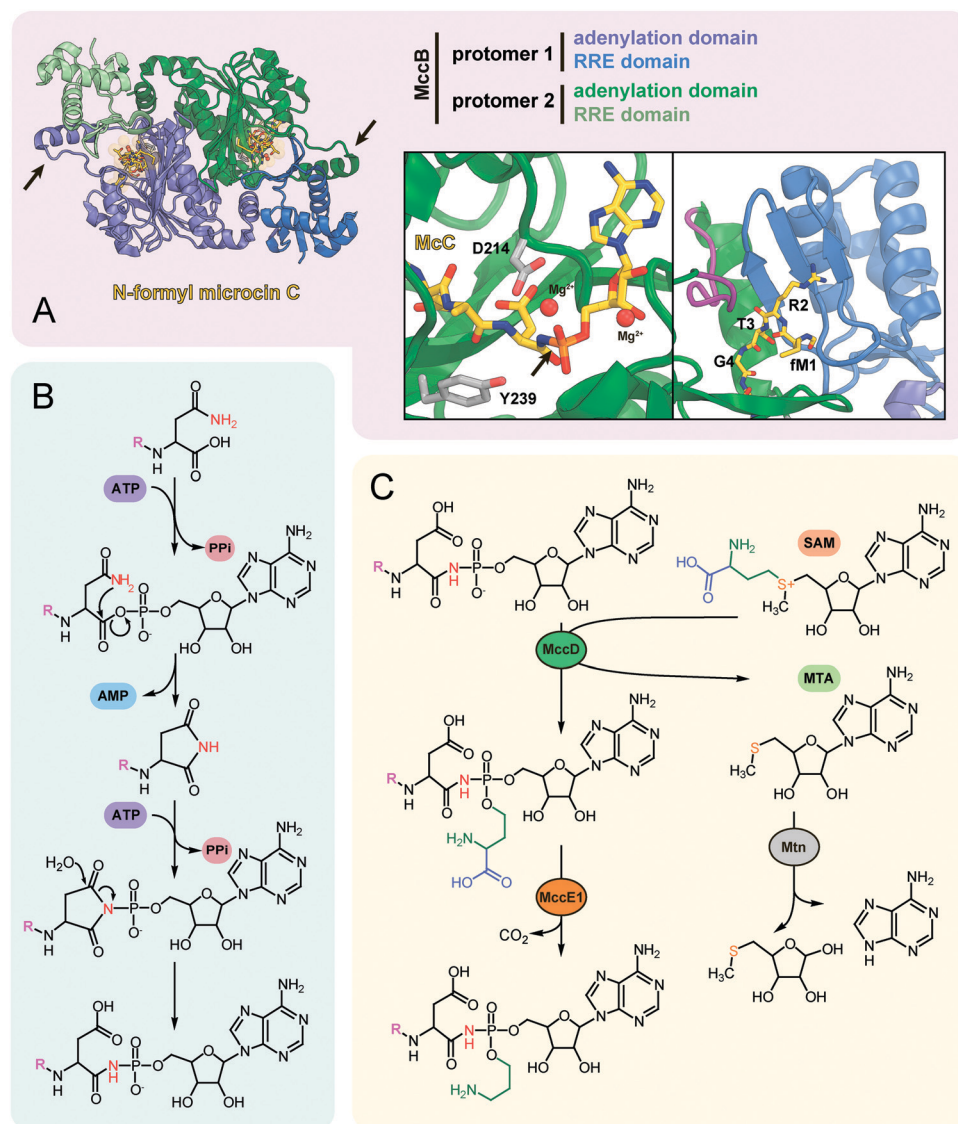 MccB
protomer 1
adenylation domain
RRE domain
protomer 2
adenylation domain
RRE domain
N-formyl microcin C
A
McC
D214
Mg2+
Mg2+
Y239
R2
T3
G4
fM1
B
NH2
R
N
H
O
OH
O
ATP
PPi
NH2
O
NH2
N
N
N
N
R
N
H
O
O
O
P
O-
O
O
OH OH
AMP
O
NH
R
N
H
O
ATP
PPi
H2O
O
NH2
N
N
N
N
R
N
H
O
N
O
P
O-
O
O
OH OH
OH
O
NH2
N
N
N
N
R
N
H
O
N
H
O
P
O-
O
O
OH OH
C
OH
O
NH2
N
N
N
N
R
N
H
O
N
H
O
P
O-
O
O
OH OH
SAM
NH2
HO
O
S+
H3C
O
NH2
N
N
N
N
HO OH
MccD
MTA
OH
O
NH2
N
N
N
N
R
N
H
O
N
H
O
P
O
O
O
OH OH
H2N
HO
O
S
H3C
O
NH2
N
N
N
N
HO OH
MccE1
CO2
Mtn
S
H3C
O
OH
HO OH
NH2
N
N
N
N
H
OH
O
NH2
N
N
N
N
R
N
H
O
N
H
O
P
O
O
O
OH OH
H2N